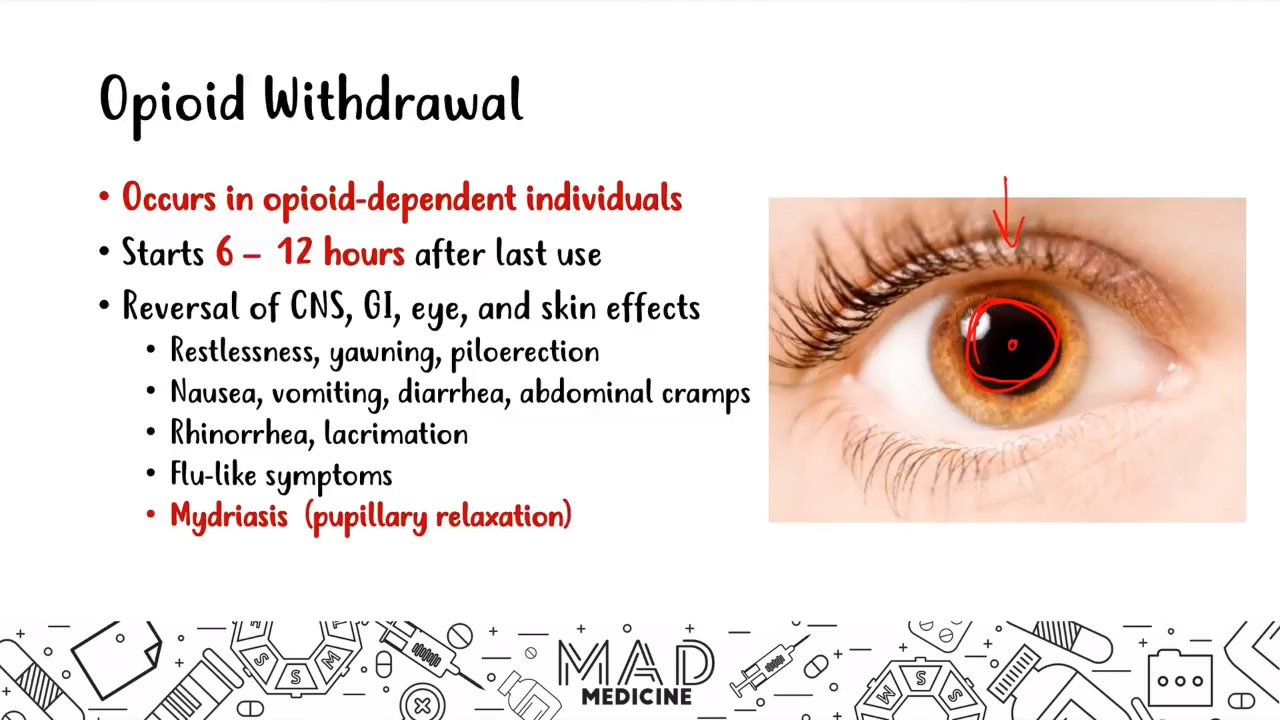 Opioid Withdrawal
• Occurs in opioid-dependent individuals
• Starts 6 – 12 hours after last use
• Reversal of CNS, GI, eye, and skin effects
• Restlessness, yawning, piloerection
• Nausea, vomiting, diarrhea, abdominal cramps
• Rhinorrhea, lacrimation
• Flu-like symptoms
• Mydriasis (pupillary relaxation)
S S M
MAD
MEDICINE
M S S